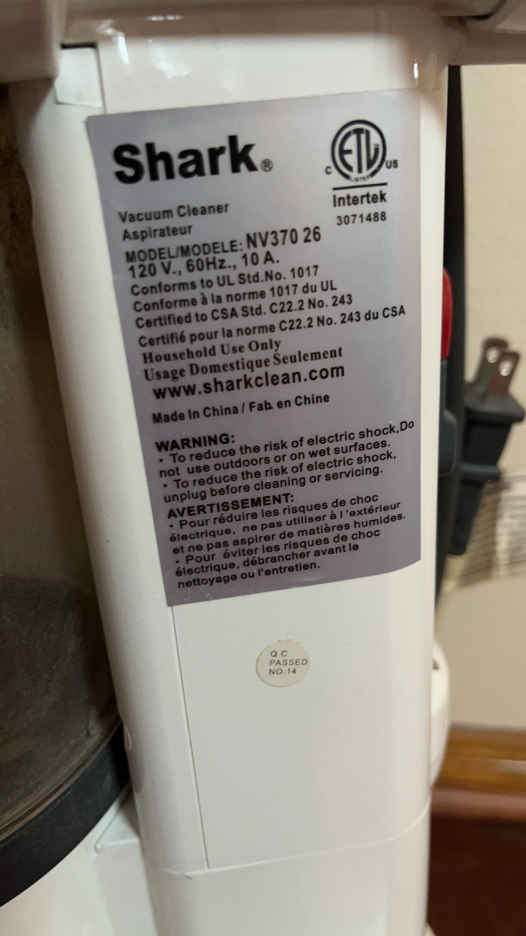 Shark®
C ETL US
LISTED
Intertek
3071488
Vacuum Cleaner
Aspirateur
MODEL/MODELE: NV370 26
120 V., 60Hz., 10 A.
Conforms to UL Std.No. 1017
Conforme à la norme 1017 du UL
Certified to CSA Std. C22.2 No. 243
Certifié pour la norme C22.2 No. 243 du CSA
Household Use Only
Usage Domestique Seulement
www.sharkclean.com
Made in China / Fab. en Chine
WARNING:
• To reduce the risk of electric shock,Do
not use outdoors or on wet surfaces.
• To reduce the risk of electric shock,
unplug before cleaning or servicing.
AVERTISSEMENT:
• Pour réduire les risques de choc
électrique, ne pas utiliser à l'extérieur
et ne pas aspirer de matières humides.
• Pour éviter les risques de choc
électrique, débrancher avant le
nettoyage ou l'entretien.
Q.C
PASSED
NO:14